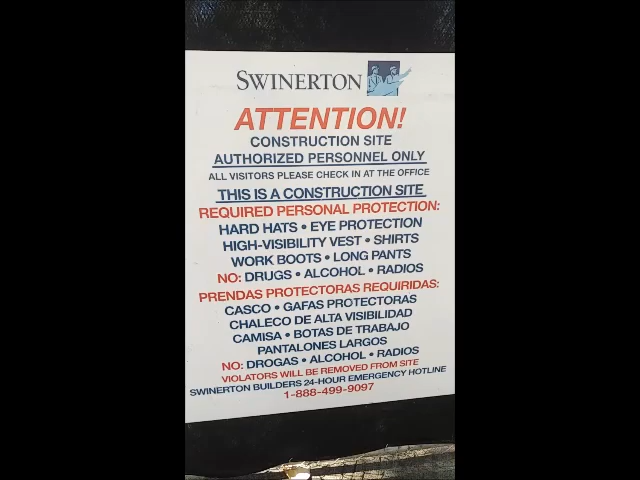 SWINERTON
ATTENTION!
CONSTRUCTION SITE
AUTHORIZED PERSONNEL ONLY
ALL VISITORS PLEASE CHECK IN AT THE OFFICE
THIS IS A CONSTRUCTION SITE
REQUIRED PERSONAL PROTECTION:
HARD HATS • EYE PROTECTION
HIGH-VISIBILITY VEST • SHIRTS
WORK BOOTS • LONG PANTS
NO: DRUGS • ALCOHOL • RADIOS
PRENDAS PROTECTORAS REQUIRIDAS:
CASCO • GAFAS PROTECTORAS
CHALECO DE ALTA VISIBILIDAD
CAMISA • BOTAS DE TRABAJO
PANTALONES LARGOS
NO: DROGAS • ALCOHOL • RADIOS
VIOLATORS WILL BE REMOVED FROM SITE
SWINERTON BUILDERS 24-HOUR EMERGENCY HOTLINE
1-888-499-9097